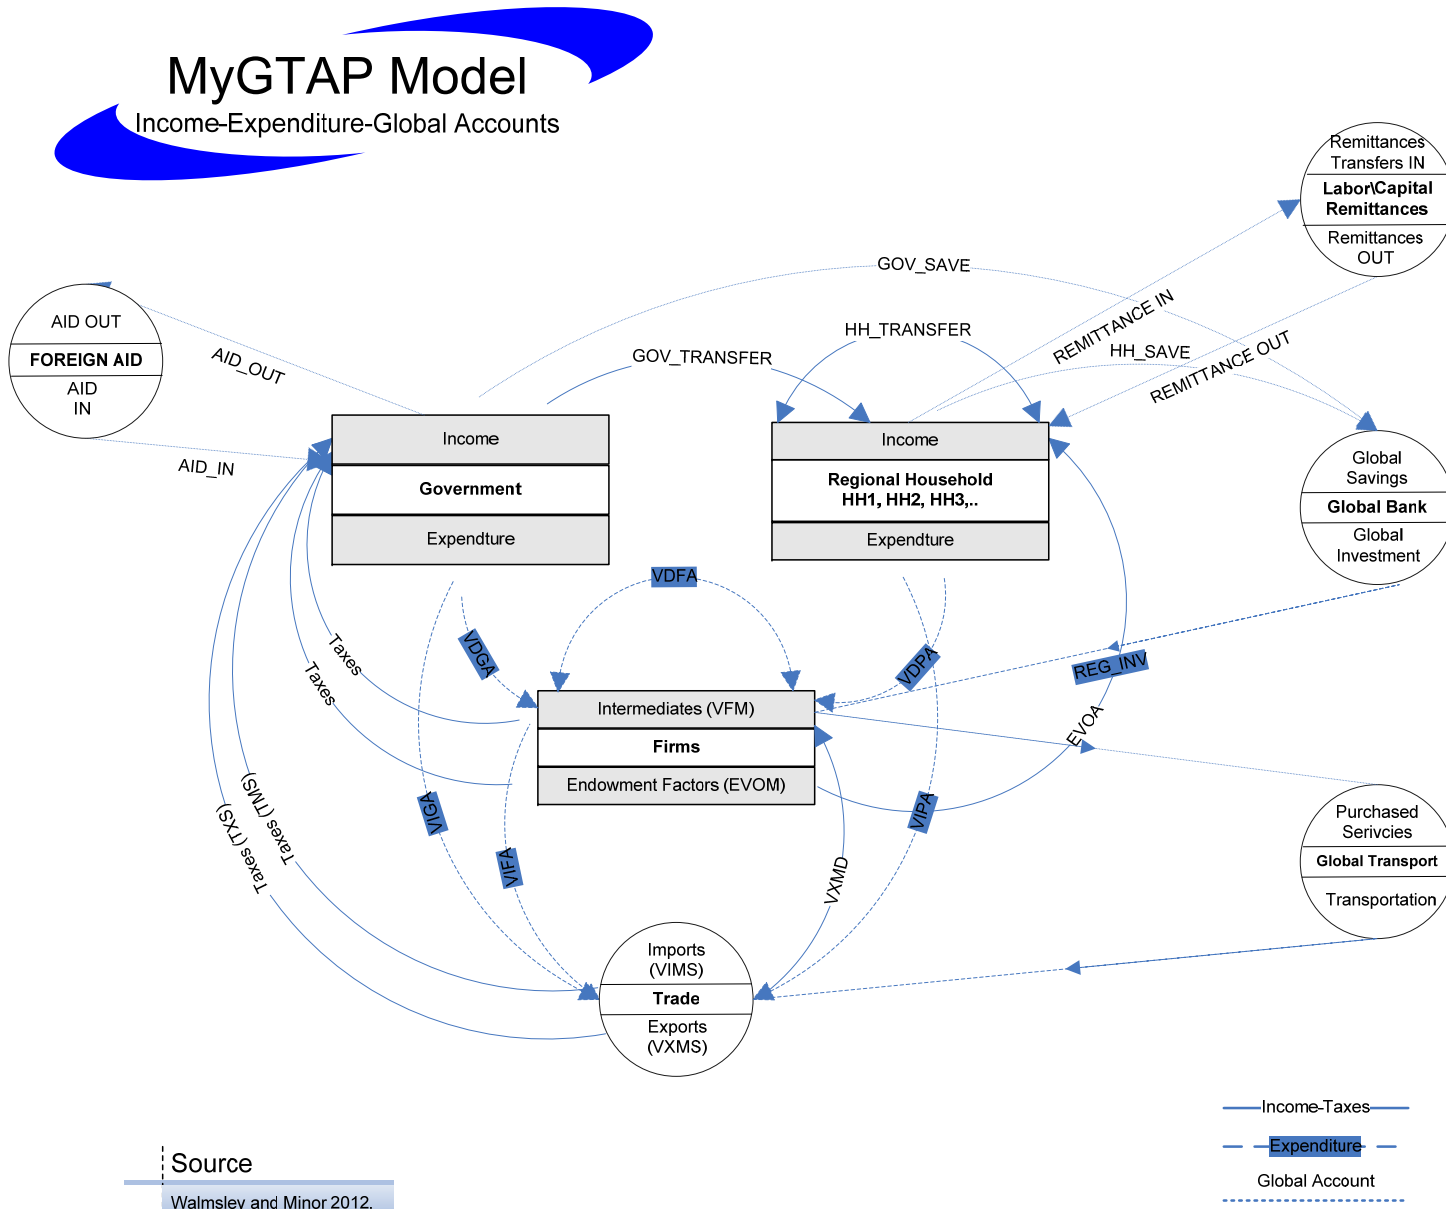 MyGTAP Model
Income-Expenditure-Global Accounts
Remittances
Transfers IN
Labor\Capital
Remittances
Remittances
OUT
GOV_SAVE
REMITTANCE IN
HH_TRANSFER
HH_SAVE
REMITTANCE OUT
GOV_TRANSFER
AID OUT
FOREIGN AID
AID
IN
AID_OUT
AID_IN
Income
Government
Expendture
Income
Regional Household
HH1, HH2, HH3,..
Expendture
Global
Savings
Global Bank
Global
Investment
VDFA
VDGA
VDPA
REG_INV
Taxes
Taxes
EVOA
Intermediates (VFM)
Firms
Endowment Factors (EVOM)
VIGA
VIFA
VIPA
VXMD
Taxes (TMS)
Taxes (TXS)
Purchased
Serivcies
Global Transport
Transportation
Imports
(VIMS)
Trade
Exports
(VXMS)
Income-Taxes
Expenditure
Global Account
Source
Walmsley and Minor 2012.